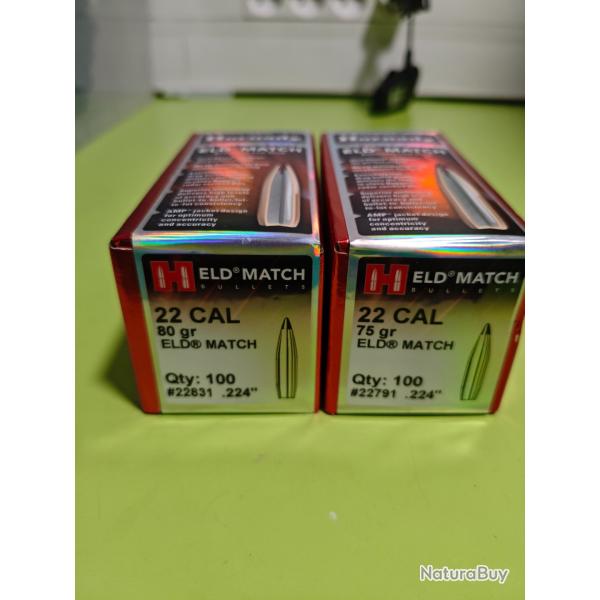 Hornady
ELD® MATCH
AMP® jacket design
for optimum
concentricity
and accuracy
H ELD® MATCH
BULLETS
22 CAL
80 gr
ELD® MATCH
Qty: 100
#22831 .224"
ELD® MATCH
AMP® jacket design
for optimum
concentricity
and accuracy
H ELD® MATCH
BULLETS
22 CAL
75 gr
ELD® MATCH
Qty: 100
#22791 .224"
NaturaBuy